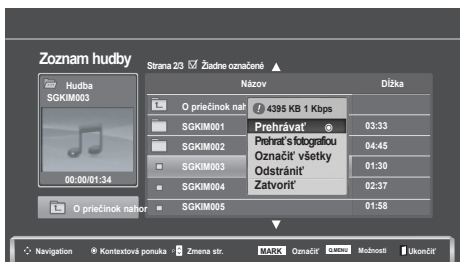 Zoznam hudby
Strana 2/3 Žiadne označené
Hudba
SGKIM003
00:00/01:34
O priečinok nahor
Názov Dĺžka
O priečinok nah
SGKIM001 03:33
SGKIM002 04:45
SGKIM003 01:30
SGKIM004 02:37
SGKIM005 01:58
4395 KB 1 Kbps
Prehrávať
Prehrať s fotografiou
Označiť všetky
Odstrániť
Zatvoriť
Navigation Kontextová ponuka Zmena str. MARK Označiť Q.MENU Možnosti Ukončiť